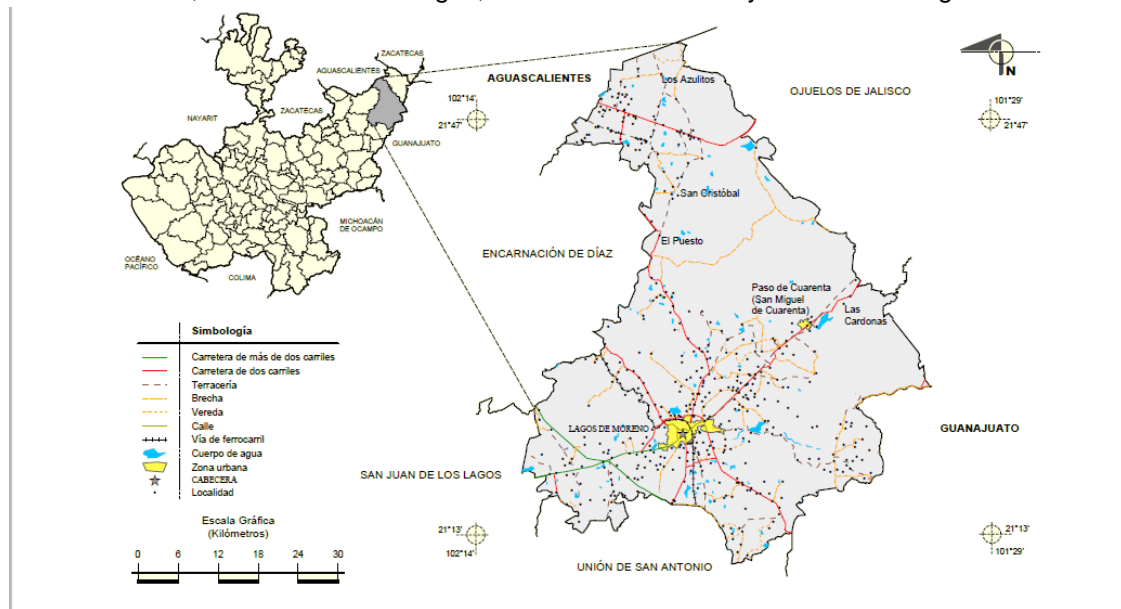 ZACATECAS
AGUASCALIENTES
NAYARIT
ZACATECAS
GUANAJUATO
MICHOACÁN
DE OCAMPO
OCÉANO
PACÍFICO
COLIMA
AGUASCALIENTES
102°14'
21°47'
Los Azulitos
OJUELOS DE JALISCO
N
101°29'
21°47'
San Cristóbal
El Puesto
ENCARNACIÓN DE DÍAZ
Paso de Cuarenta
(San Miguel
de Cuarenta)
Las
Cardonas
LAGOS DE MORENO
GUANAJUATO
SAN JUAN DE LOS LAGOS
21°13'
102°14'
21°13'
101°29'
UNIÓN DE SAN ANTONIO
Simbología
Carretera de más de dos carriles
Carretera de dos carriles
Terracería
Brecha
Vereda
Calle
Vía de ferrocarril
Cuerpo de agua
Zona urbana
CABECERA
Localidad
Escala Gráfica
(Kilómetros)
0 6 12 18 24 30